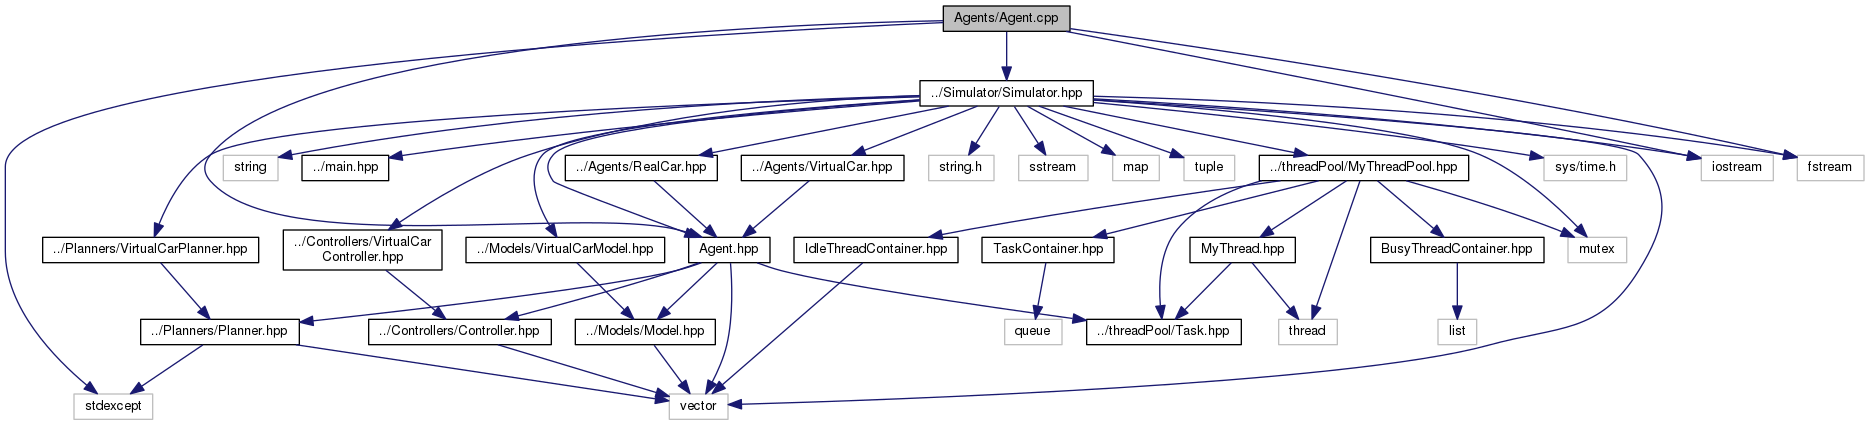 Agents/Agent.cpp
../Simulator/Simulator.hpp
string
../main.hpp
../Agents/RealCar.hpp
../Agents/VirtualCar.hpp
string.h
sstream
map
tuple
../threadPool/MyThreadPool.hpp
sys/time.h
iostream
fstream
../Planners/VirtualCarPlanner.hpp
../Controllers/VirtualCar
Controller.hpp
../Models/VirtualCarModel.hpp
Agent.hpp
IdleThreadContainer.hpp
TaskContainer.hpp
MyThread.hpp
BusyThreadContainer.hpp
mutex
../Planners/Planner.hpp
../Controllers/Controller.hpp
../Models/Model.hpp
queue
../threadPool/Task.hpp
thread
list
stdexcept
vector